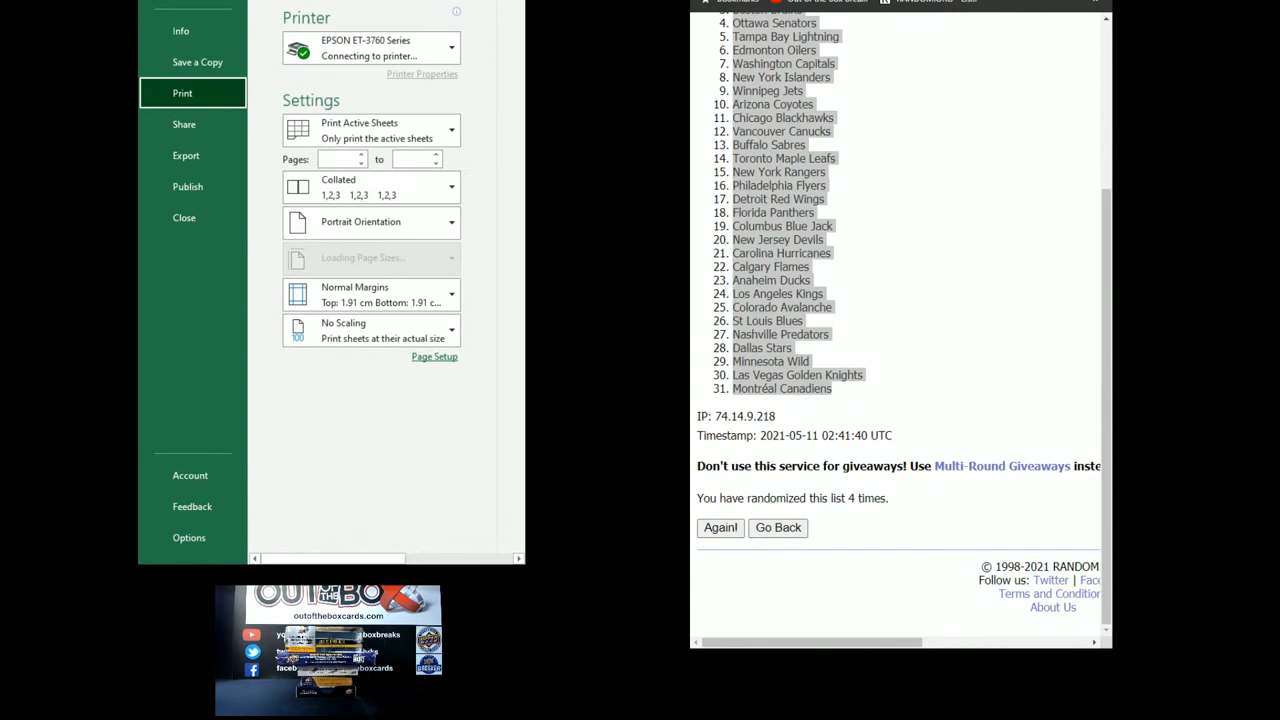 Info
Save a Copy
Print
Share
Export
Publish
Close
Account
Feedback
Options
Printer
EPSON ET-3760 Series
Connecting to printer...
Printer Properties
Settings
Print Active Sheets
Only print the active sheets
Pages: to
Collated
1,2,3 1,2,3 1,2,3
Portrait Orientation
Loading Page Sizes...
Normal Margins
Top: 1.91 cm Bottom: 1.91 c...
No Scaling
100
Print sheets at their actual size
Page Setup
4. Ottawa Senators
5. Tampa Bay Lightning
6. Edmonton Oilers
7. Washington Capitals
8. New York Islanders
9. Winnipeg Jets
10. Arizona Coyotes
11. Chicago Blackhawks
12. Vancouver Canucks
13. Buffalo Sabres
14. Toronto Maple Leafs
15. New York Rangers
16. Philadelphia Flyers
17. Detroit Red Wings
18. Florida Panthers
19. Columbus Blue Jack
20. New Jersey Devils
21. Carolina Hurricanes
22. Calgary Flames
23. Anaheim Ducks
24. Los Angeles Kings
25. Colorado Avalanche
26. St Louis Blues
27. Nashville Predators
28. Dallas Stars
29. Minnesota Wild
30. Las Vegas Golden Knights
31. Montréal Canadiens
IP: 74.14.9.218
Timestamp: 2021-05-11 02:41:40 UTC
Don't use this service for giveaways! Use Multi-Round Giveaways inste
You have randomized this list 4 times.
Again! Go Back
© 1998-2021 RANDOM
Follow us: Twitter | Face
Terms and Condition
About Us
OUT OF THE BO
outoftheboxcards.com
boxbreaks
boxcards